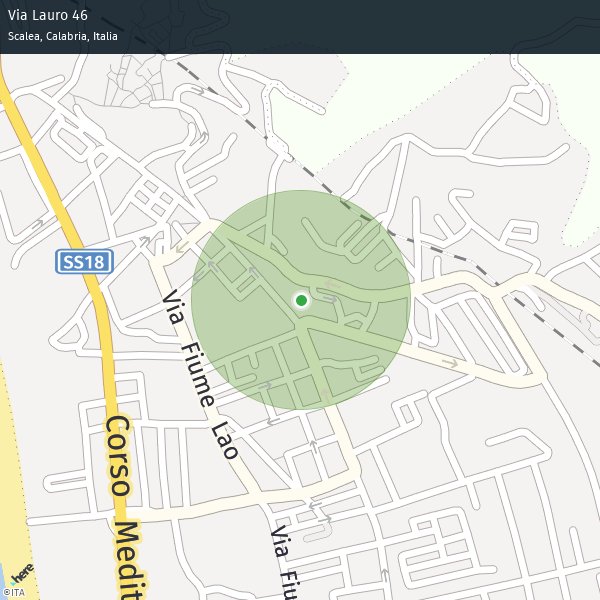 Via Lauro 46
Scalea, Calabria, Italia
SS18
Via Fiume Lao
Corso Medit
Via Fiu
here
©ITA